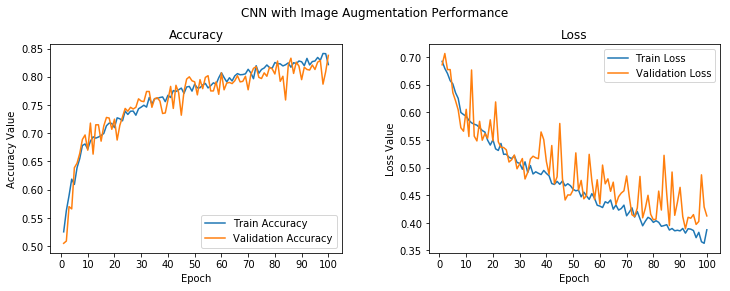 CNN with Image Augmentation Performance
Accuracy
Accuracy Value
0.85
0.80
0.75
0.70
0.65
0.60
0.55
0.50
Train Accuracy
Validation Accuracy
0 10 20 30 40 50 60 70 80 90 100
Epoch
Loss
Loss Value
0.70
0.65
0.60
0.55
0.50
0.45
0.40
0.35
Train Loss
Validation Loss
0 10 20 30 40 50 60 70 80 90 100
Epoch